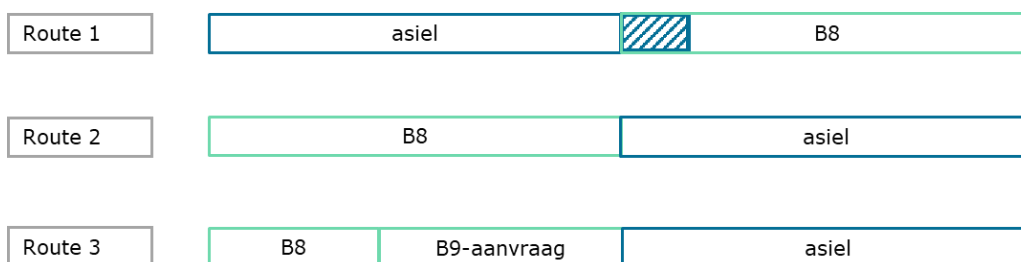 Route 1 asiel B8
Route 2 B8 asiel
Route 3 B8 B9-aanvraag asiel